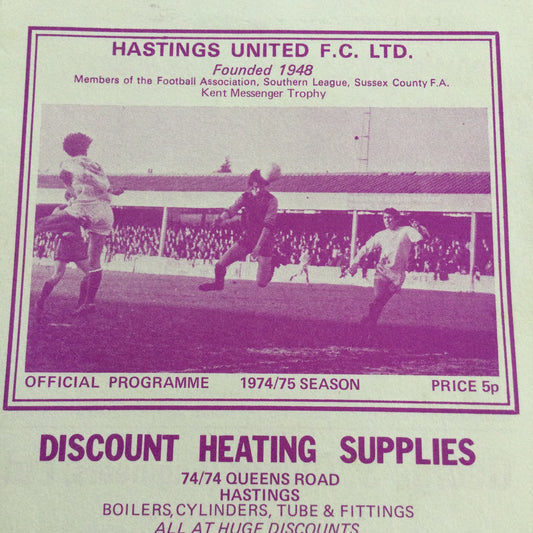 HASTINGS UNITED F.C. LTD.
Founded 1948
Members of the Football Association, Southern League, Sussex County F.A.
Kent Messenger Trophy
OFFICIAL PROGRAMME 1974/75 SEASON PRICE 5p
DISCOUNT HEATING SUPPLIES
74/74 QUEENS ROAD
HASTINGS
BOILERS, CYLINDERS, TUBE & FITTINGS
ALL AT HUGE DISCOUNTS